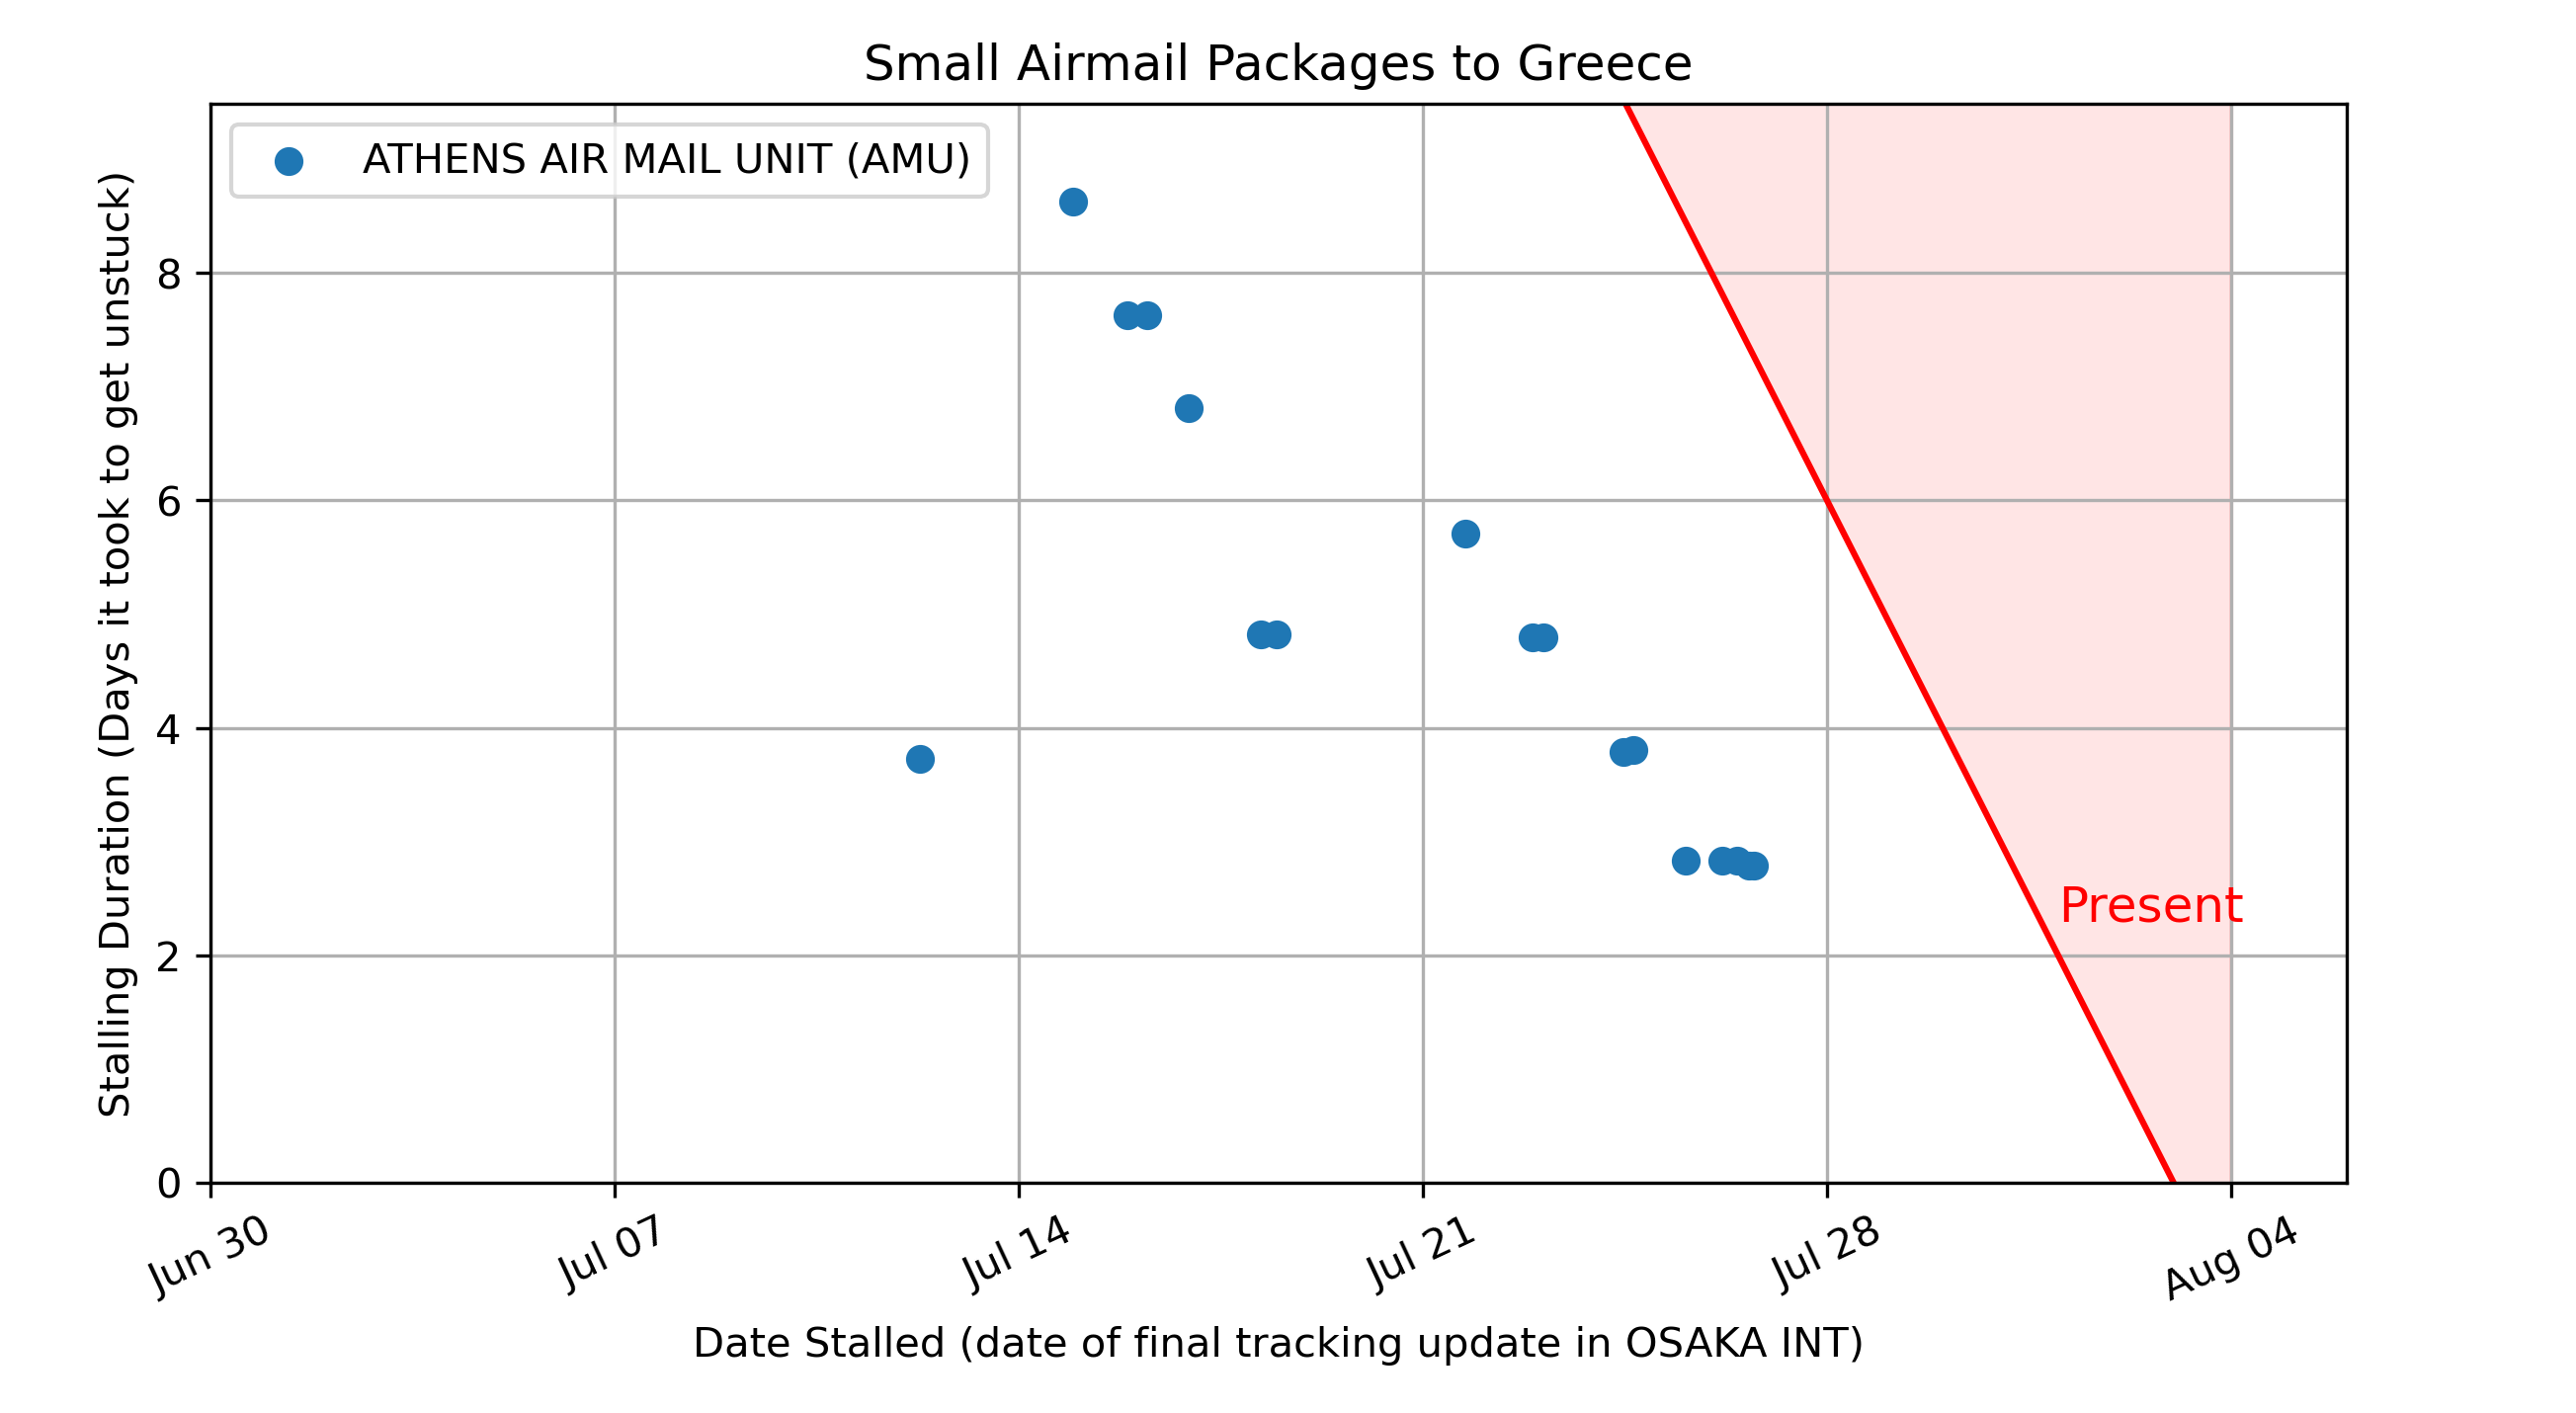 Small Airmail Packages to Greece
ATHENS AIR MAIL UNIT (AMU)
Stalling Duration (Days it took to get unstuck)
8
6
4
2
0
Present
Jun 30
Jul 07
Jul 14
Jul 21
Jul 28
Aug 04
Date Stalled (date of final tracking update in OSAKA INT)